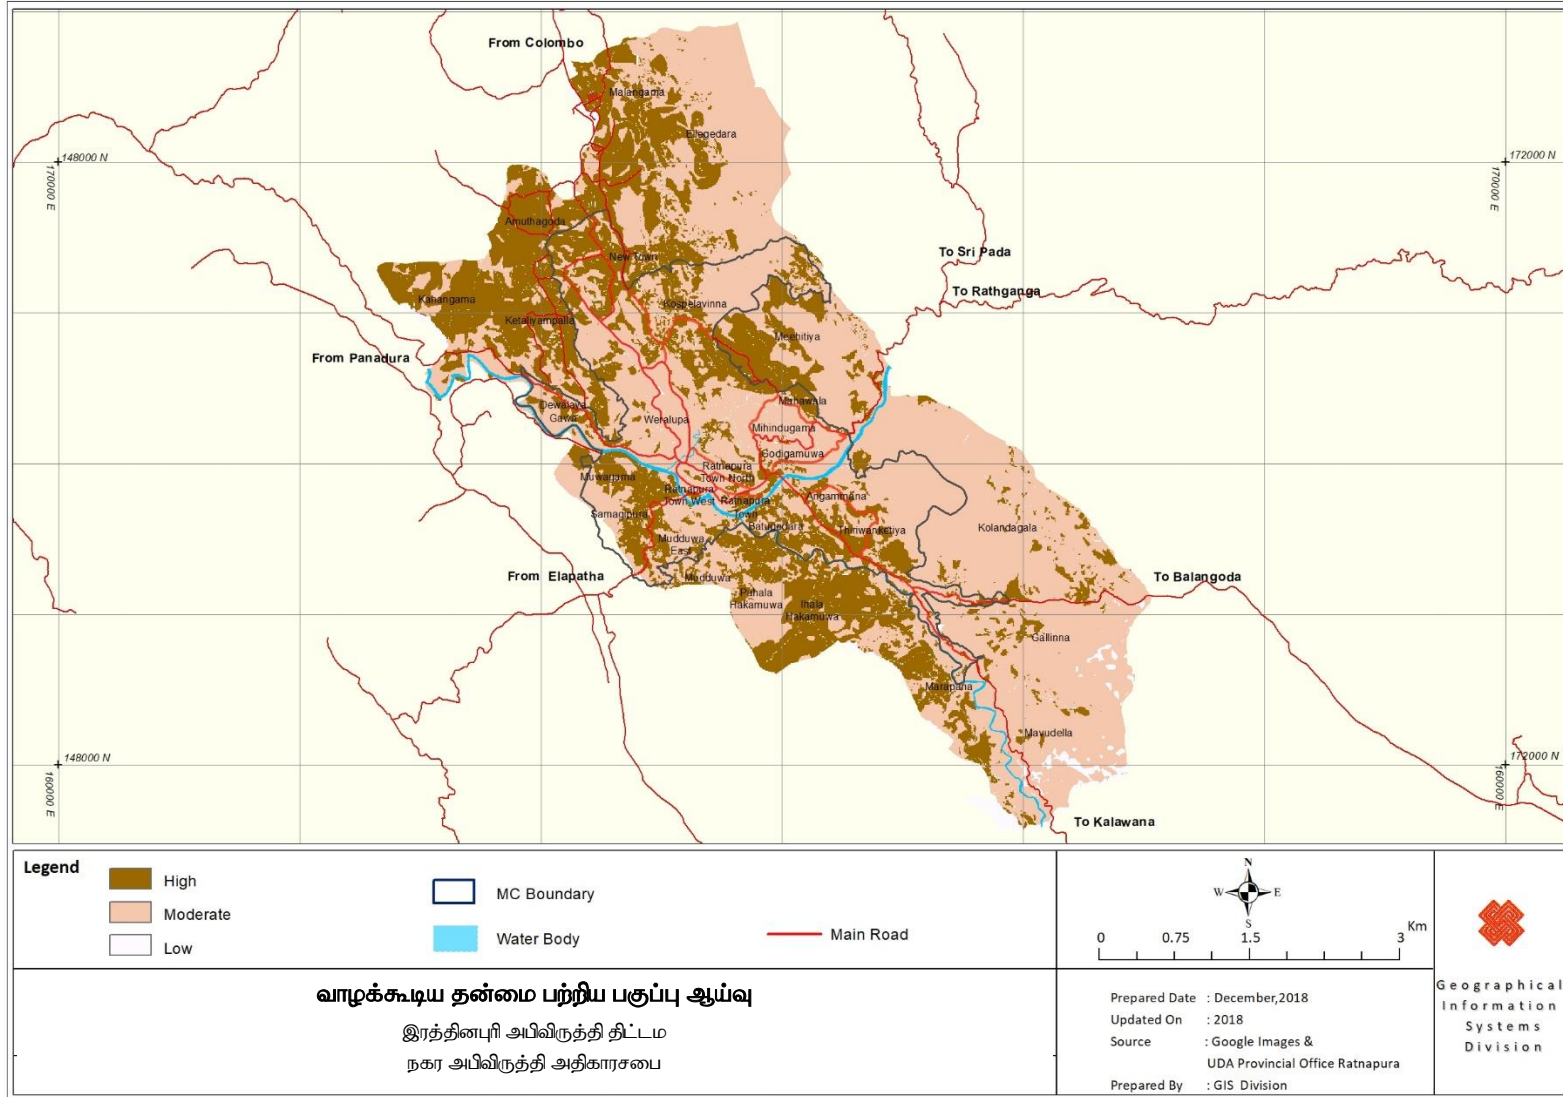 From Colombo
Malangama
Ellegedara
148000 N
172000 N
170000 E
170000 E
Amuthagoda
To Sri Pada
New Town
To Rathganga
Kahangama
Kospelavinna
Ketaliyampalla
Meehitiya
From Panadura
Mahawala
Dewalaya
Gawa
Weralupa
Mihindugama
Godigamuwa
Ratnapura
Town North
Muwagama
Ratnapura
Town West
Ratnapura
Town
Angammana
Samagipura
Batugedara
Thiriwanketiya
Kolandagala
Mudduwa
East
From Elapatha
Mudduwa
To Balangoda
Pahala
Hakamuwa
Ihala
Hakamuwa
Gallinna
Marapana
Mavudella
148000 N
172000 N
160000 E
160000 E
To Kalawana
Legend
High
Moderate
Low
MC Boundary
Water Body
Main Road
N
W
E
S
0 0.75 1.5 3 Km
வாழக்கூடிய தன்மை பற்றிய பகுப்பு ஆய்வு
இரத்தினபுரி அபிவிருத்தி திட்டம
நகர அபிவிருத்தி அதிகாரசபை
Prepared Date : December,2018
Updated On : 2018
Source : Google Images &
UDA Provincial Office Ratnapura
Prepared By : GIS Division
Geographical
Information
Systems
Division